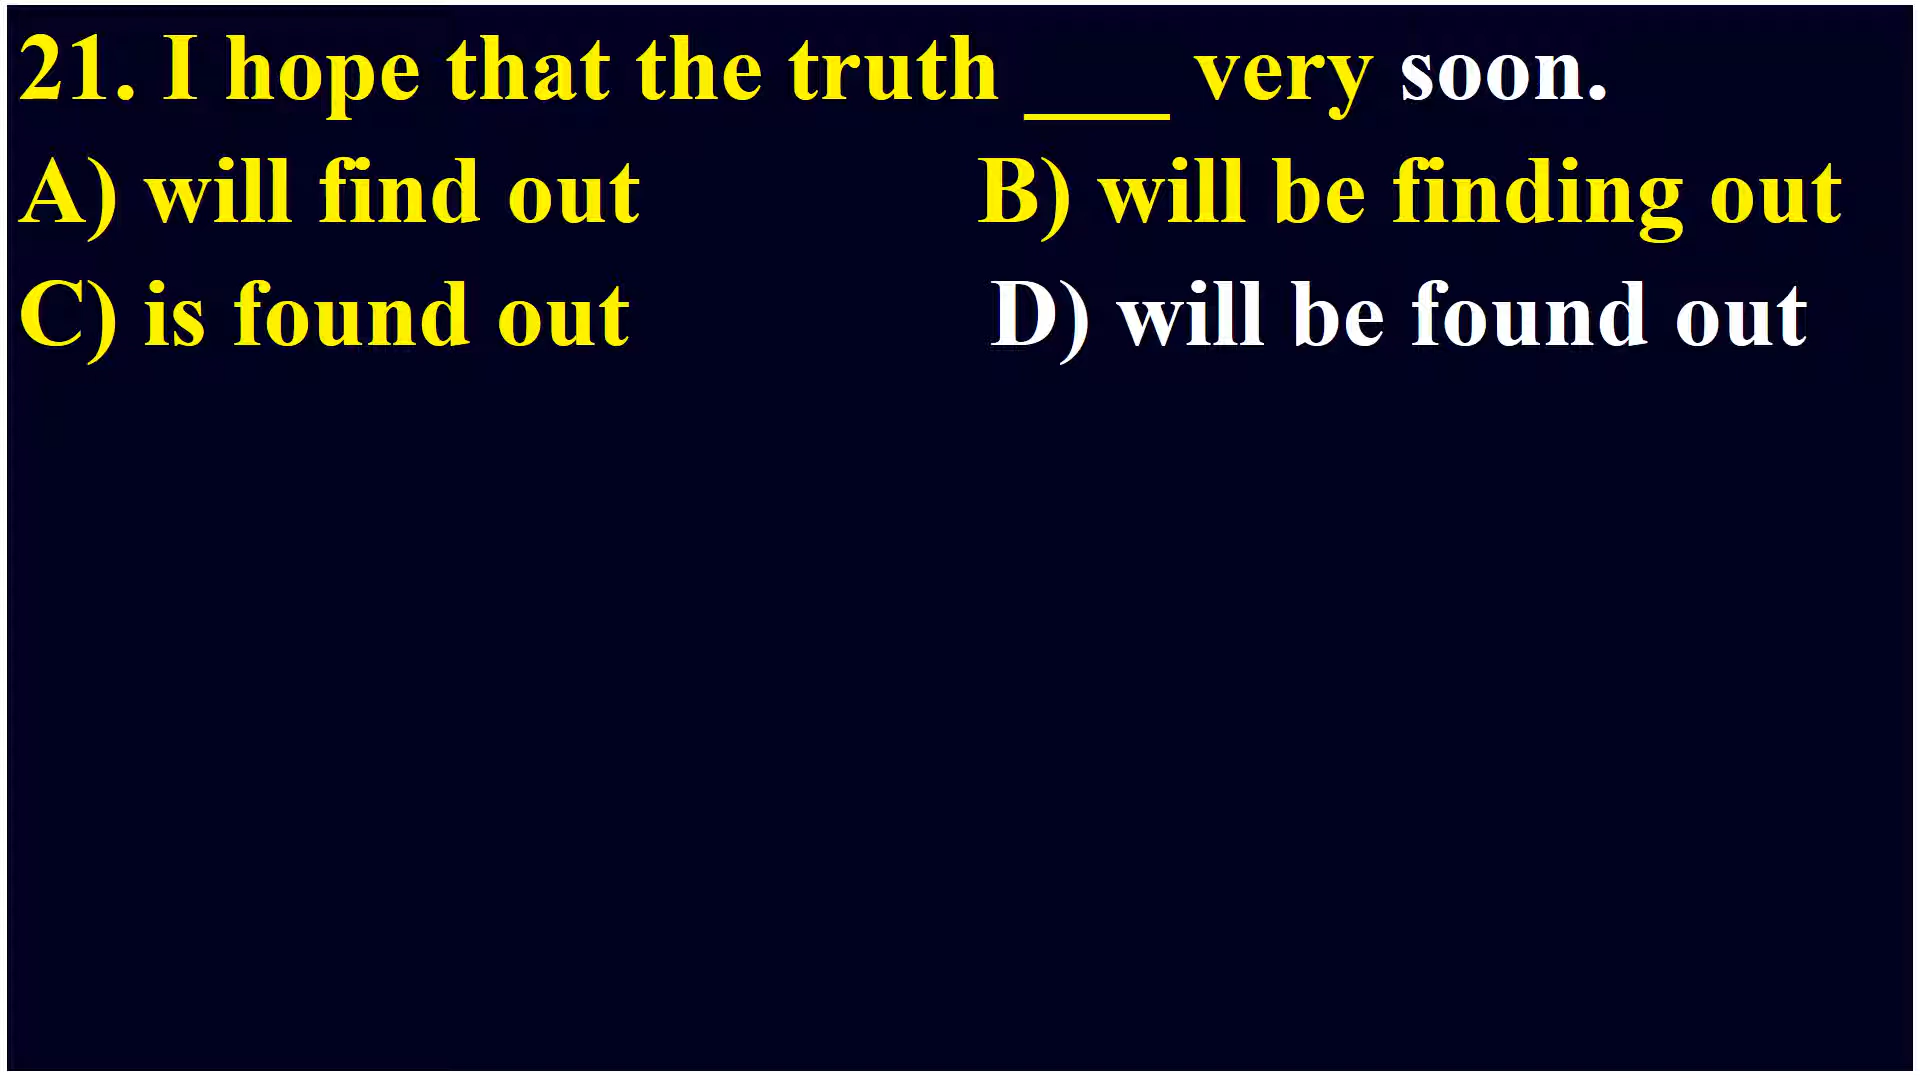 21. I hope that the truth ___ very soon.
A) will find out B) will be finding out
C) is found out D) will be found out